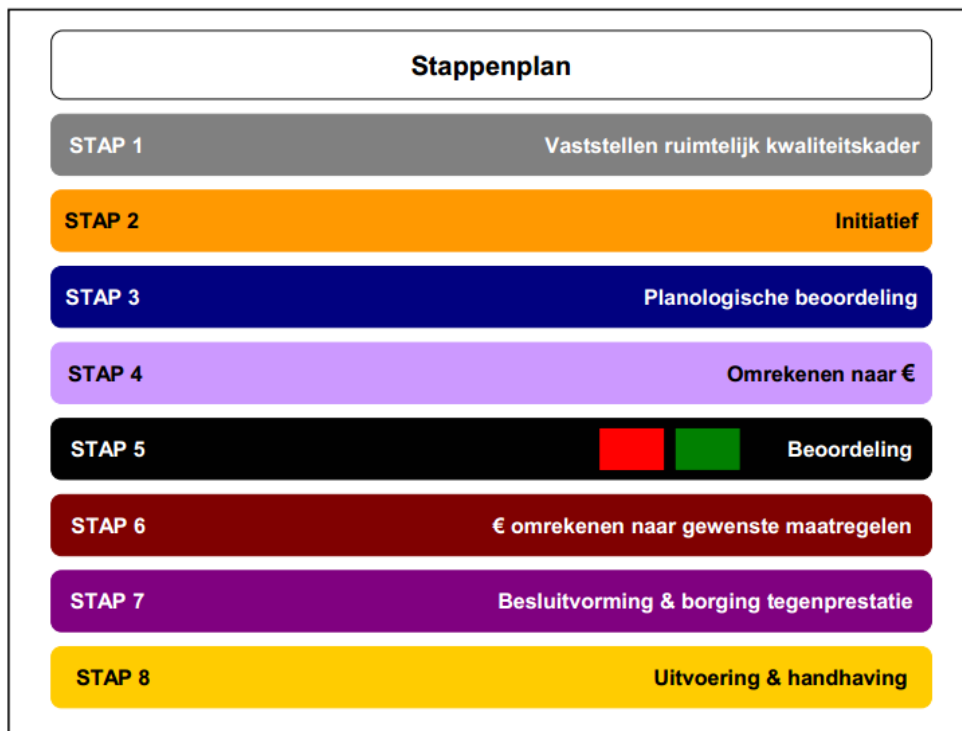 Stappenplan
STAP 1 Vaststellen ruimtelijk kwaliteitskader
STAP 2 Initiatief
STAP 3 Planologische beoordeling
STAP 4 Omrekenen naar €
STAP 5 Beoordeling
STAP 6 € omrekenen naar gewenste maatregelen
STAP 7 Besluitvorming & borging tegenprestatie
STAP 8 Uitvoering & handhaving